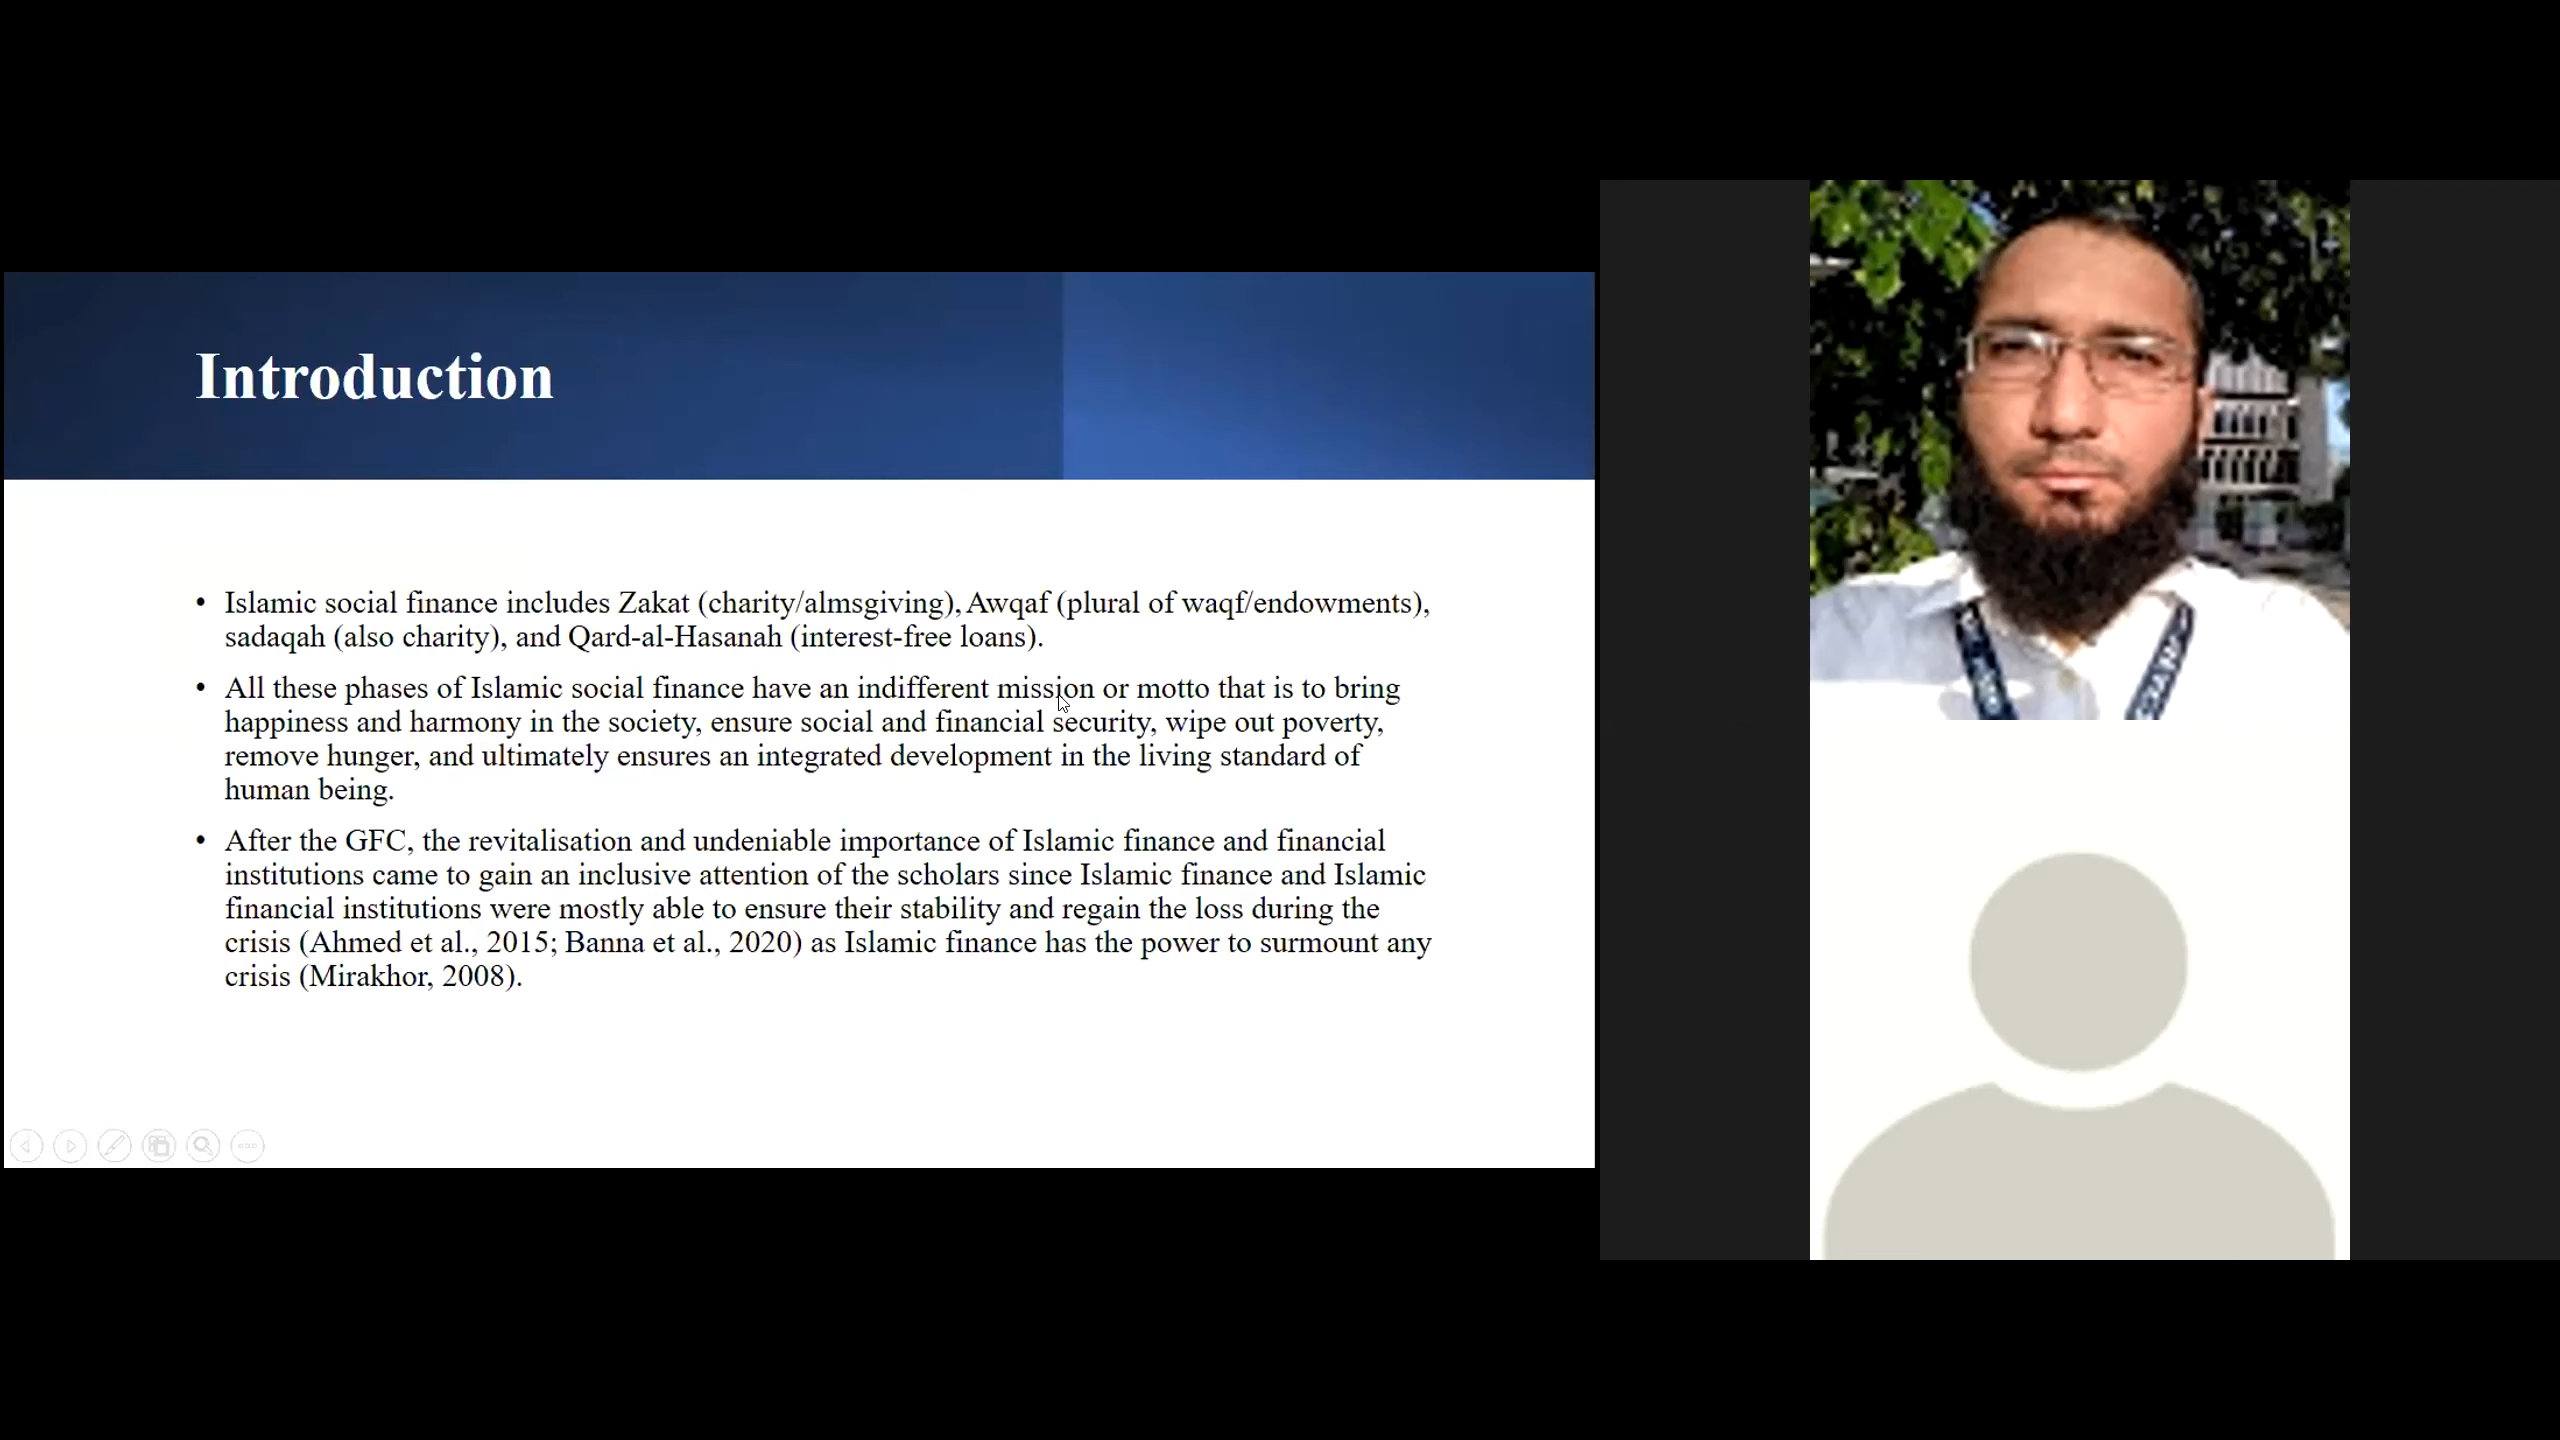 Introduction
• Islamic social finance includes Zakat (charity/almsgiving), Awqaf (plural of waqf/endowments),
sadaqah (also charity), and Qard-al-Hasanah (interest-free loans).
• All these phases of Islamic social finance have an indifferent mission or motto that is to bring
happiness and harmony in the society, ensure social and financial security, wipe out poverty,
remove hunger, and ultimately ensures an integrated development in the living standard of
human being.
• After the GFC, the revitalisation and undeniable importance of Islamic finance and financial
institutions came to gain an inclusive attention of the scholars since Islamic finance and Islamic
financial institutions were mostly able to ensure their stability and regain the loss during the
crisis (Ahmed et al., 2015; Banna et al., 2020) as Islamic finance has the power to surmount any
crisis (Mirakhor, 2008).